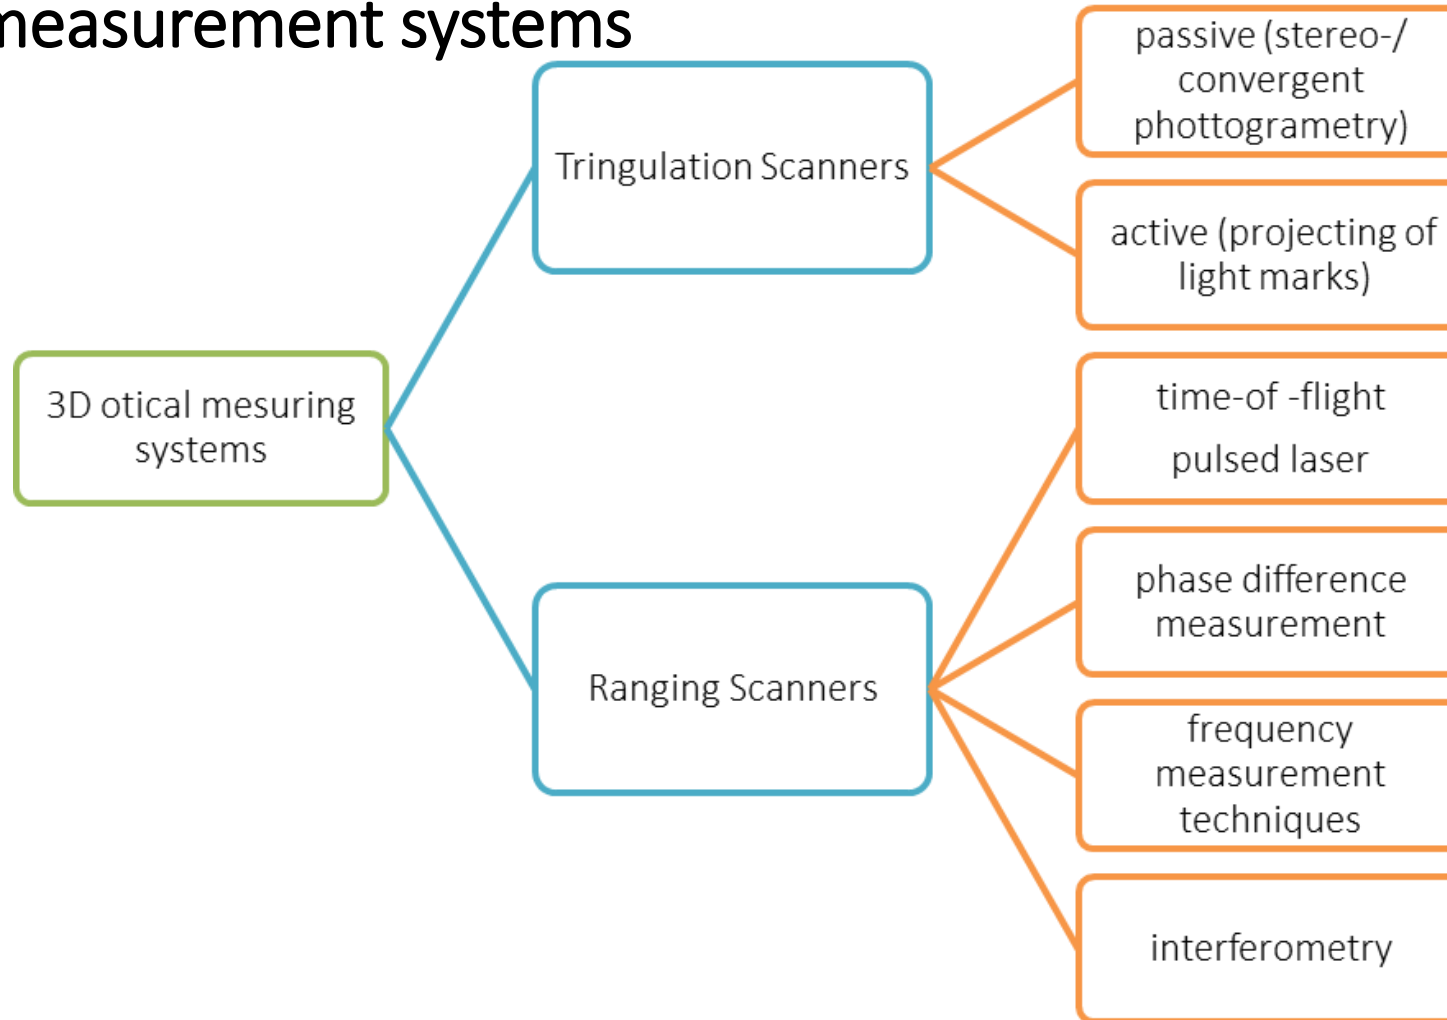 measurement systems
passive (stereo-/
convergent
phottogrametry)
Tringulation Scanners
active (projecting of
light marks)
3D otical mesuring
systems
time-of -flight
pulsed laser
phase difference
measurement
Ranging Scanners
frequency
measurement
techniques
interferometry